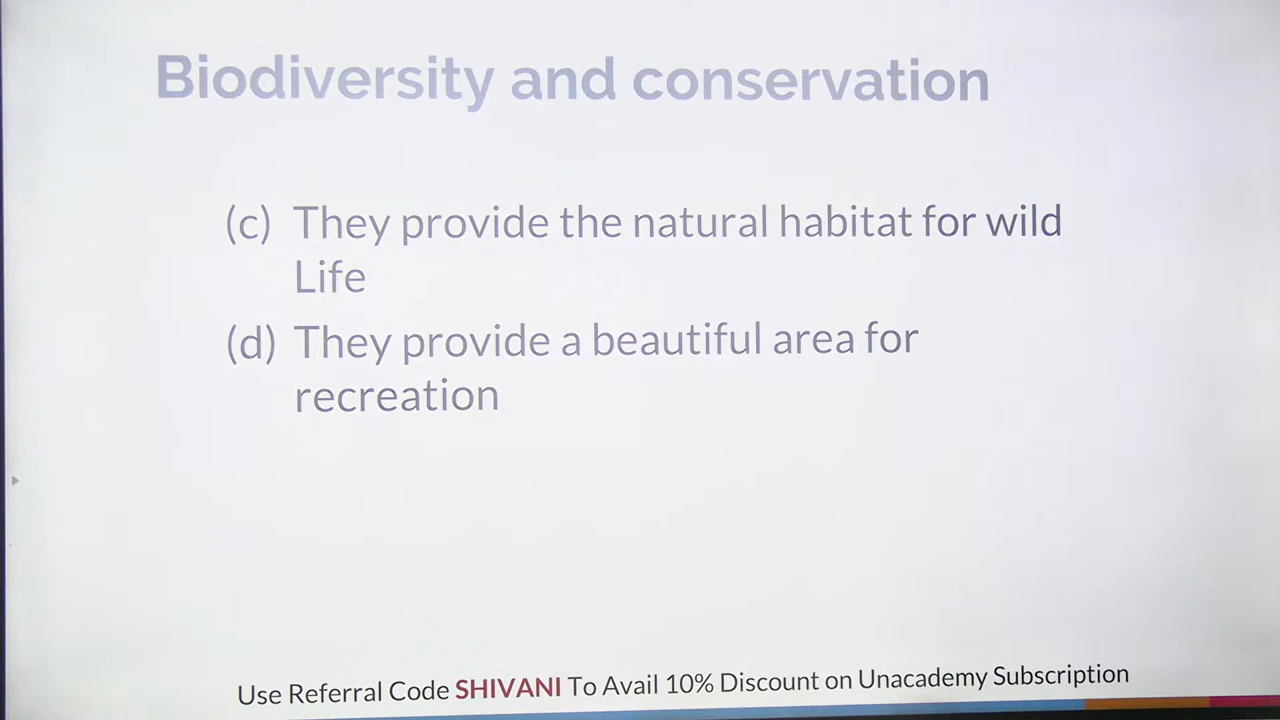 Biodiversity and conservation
(c) They provide the natural habitat for wild
Life
(d) They provide a beautiful area for
recreation
Use Referral Code SHIVANI To Avail 10% Discount on Unacademy Subscription